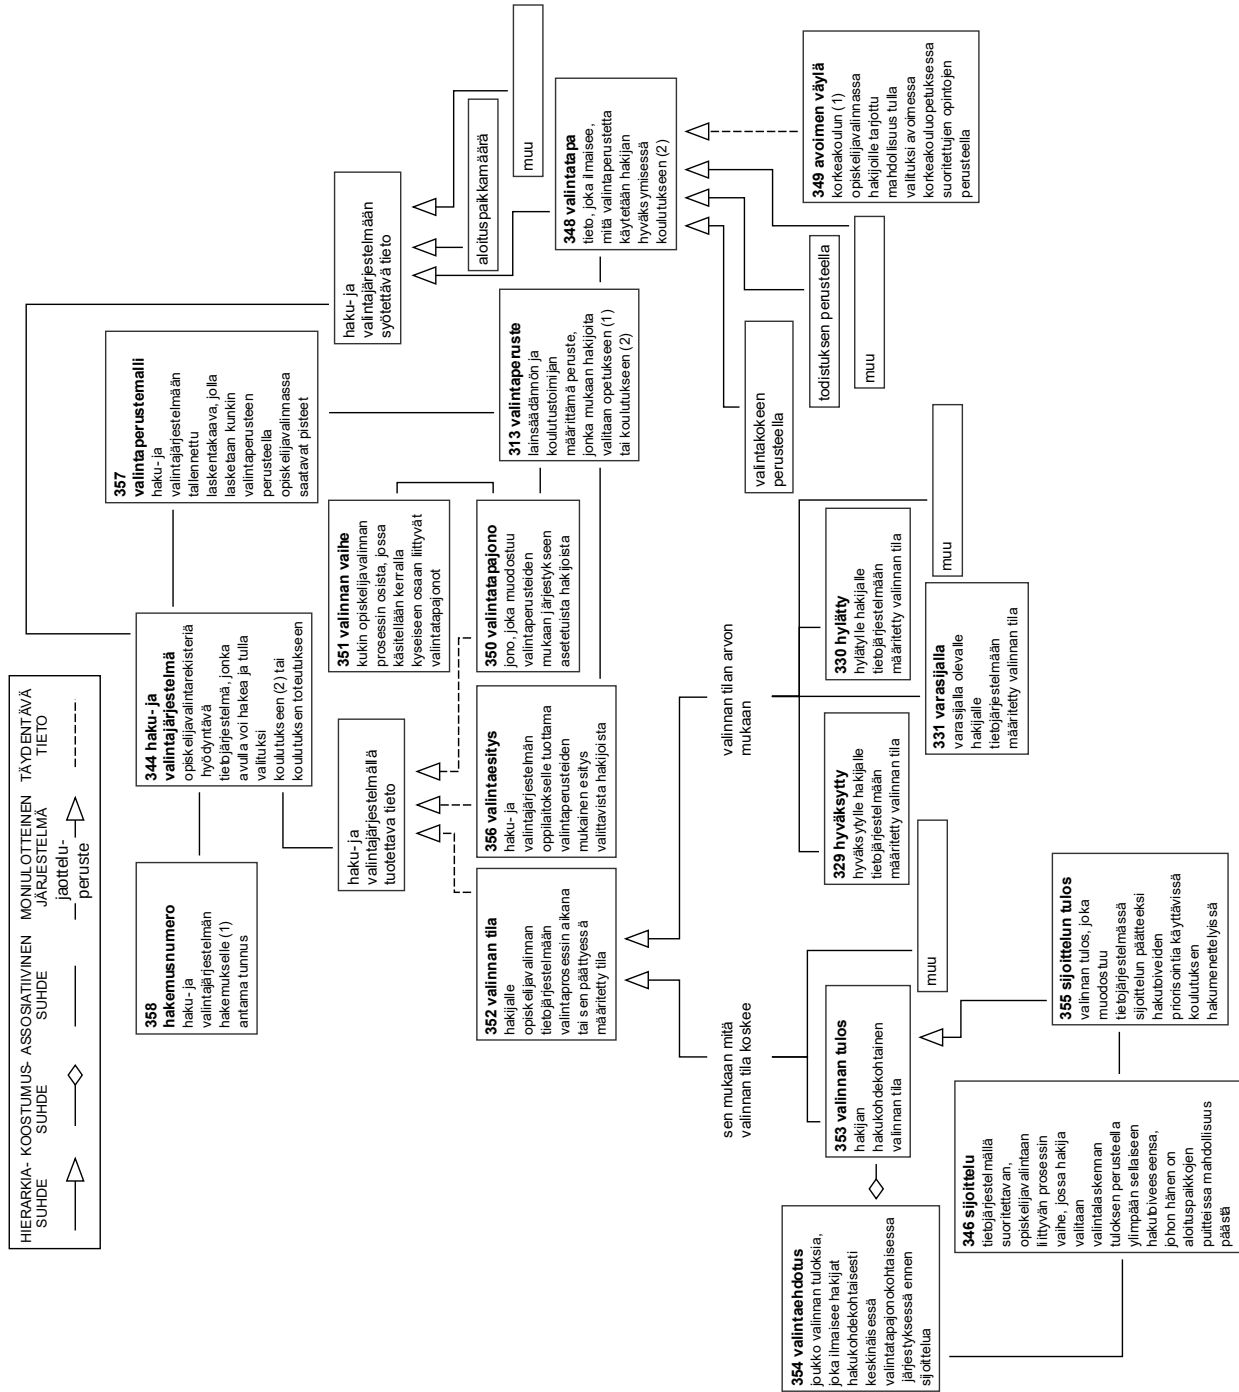 HIERARKIA-
SUHDE
KOOSTUMUS-
SUHDE
ASSOSIATIIVINEN
SUHDE
MONIULOTTEINEN
JÄRJESTELMÄ
jaottelu-
peruste
TÄYDENTÄVÄ
TIETO
358
hakemusnumero
haku- ja
valintajärjestelmän
hakemukselle (1)
antama tunnus
344 haku- ja
valintajärjestelmä
opiskelijavalintarekisteriä
hyödyntävä
tietojärjestelmä, jonka
avulla voi hakea ja tulla
valituksi
koulutukseen (2) tai
koulutuksen toteutukseen
357
valintaperustemalli
haku- ja
valintajärjestelmään
tallennettu
laskentakaava, jolla
lasketaan kunkin
valintaperusteen
perusteella
opiskelijavalinnassa
saatavat pisteet
haku- ja
valintajärjestelmällä
tuotettava tieto
351 valinnan vaihe
kukin opiskelijavalinnan
prosessin osista, jossa
käsitellään kerralla
kyseiseen osaan liittyvät
valintatapajonot
haku- ja
valintajärjestelmään
syötettävä tieto
352 valinnan tila
hakijalle
opiskelijavalinnan
tietojärjestelmään
valintaprosessin aikana
tai sen päättyessä
määritetty tila
356 valintaesitys
haku- ja
valintajärjestelmän
oppilaitokselle tuottama
valintaperusteiden
mukainen esitys
valittavista hakijoista
350 valintatapajono
jono, joka muodostuu
valintaperusteiden
mukaan järjestykseen
asetetuista hakijoista
313 valintaperuste
lainsäädännön ja
koulutustoimijan
määrittämä peruste,
jonka mukaan hakijoita
valitaan opetukseen (1)
tai koulutukseen (2)
aloituspaikkamäärä
muu
348 valintatapa
tieto, joka ilmaisee,
mitä valintaperustetta
käytetään hakijan
hyväksymisessä
koulutukseen (2)
sen mukaan mitä
valinnan tila koskee
valinnan tilan arvon
mukaan
valintakokeen
perusteella
todistuksen perusteella
muu
349 avoimen väylä
korkeakoulun (1)
opiskelijavalinnassa
hakijoille tarjottu
mahdollisuus tulla
valituksi avoimessa
korkeakouluopetuksessa
suoritettujen opintojen
perusteella
354 valintaehdotus
joukko valinnan tuloksia,
joka ilmaisee hakijat
hakukohdekohtaisesti
keskinäisessä
valintatapajonokohtaisessa
järjestyksessä ennen
sijoittelua
353 valinnan tulos
hakijan
hakukohdekohtainen
valinnan tila
muu
329 hyväksytty
hyväksytylle hakijalle
tietojärjestelmään
määritetty valinnan tila
330 hylätty
hylätylle hakijalle
tietojärjestelmään
määritetty valinnan tila
331 varasijalla
varasijalla olevalle
hakijalle
tietojärjestelmään
määritetty valinnan tila
muu
346 sijoittelu
tietojärjestelmällä
suoritettavan,
opiskelijavalintaan
liittyvän prosessin
vaihe, jossa hakija
valitaan
valintalaskennan
tuloksen perusteella
ylimpään sellaiseen
hakutoiveeseensa,
johon hänen on
aloituspaikkojen
puitteissa mahdollisuus
päästä
355 sijoittelun tulos
valinnan tulos, joka
muodostuu
tietojärjestelmässä
sijoittelun päätteeksi
hakutoiveiden
priorisointia käyttävissä
koulutuksen
hakumenettelyissä